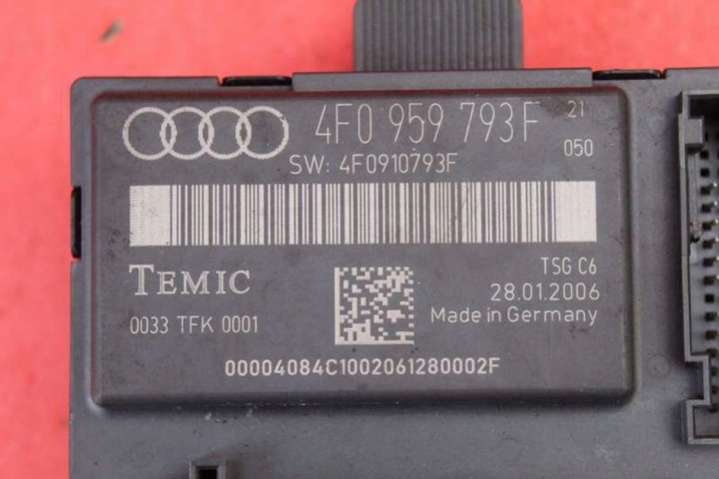 4F0 959 793F 21
050
SW: 4F0910793F
TEMIC
TSG C6
28.01.2006
0033 TFK 0001
Made in Germany
00004084C1002061280002F